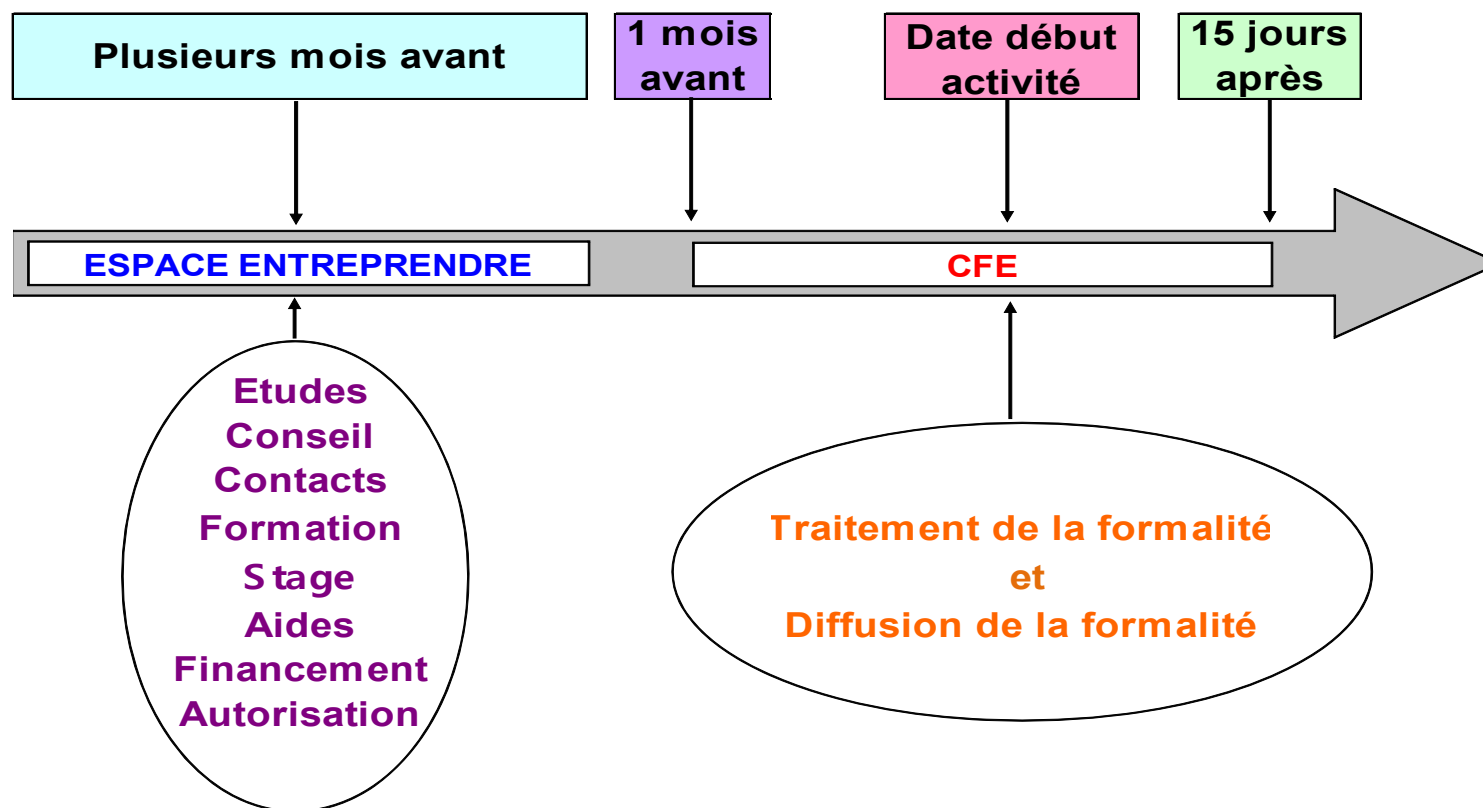 Plusieurs mois avant
1 mois
avant
Date début
activité
15 jours
après
ESPACE ENTREPRENDRE
CFE
Etudes
Conseil
Contacts
Formation
Stage
Aides
Financement
Autorisation
Traitement de la formalité
et
Diffusion de la formalité